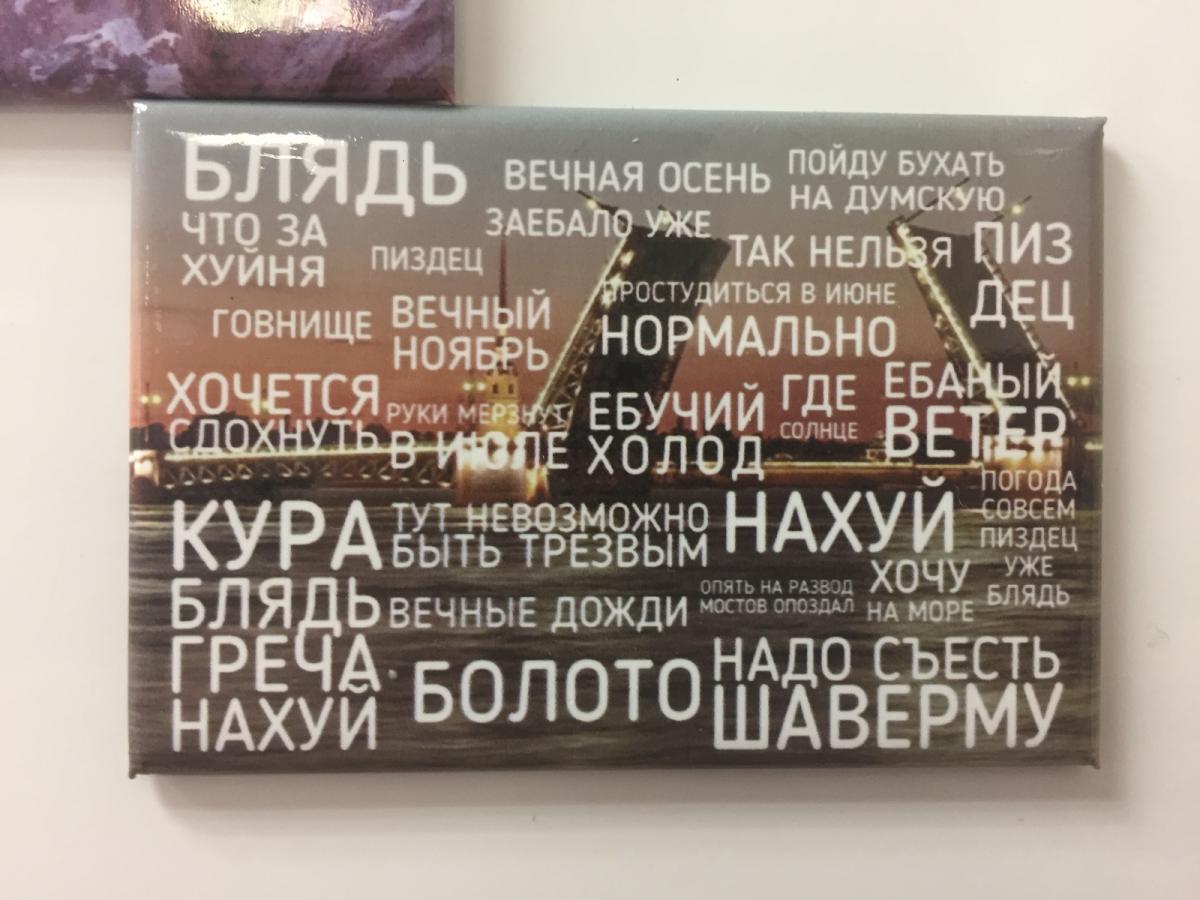 БЛЯДЬ
ВЕЧНАЯ ОСЕНЬ
ПОЙДУ БУХАТЬ
НА ДУМСКУЮ
ЧТО ЗА
ХУЙНЯ
ПИЗДЕЦ
ЗАЕБАЛО УЖЕ
ТАК НЕЛЬЗЯ
ПИЗ
ДЕЦ
ГОВНИЩЕ
ВЕЧНЫЙ
НОЯБРЬ
ПРОСТУДИТЬСЯ В ИЮНЕ
НОРМАЛЬНО
ХОЧЕТСЯ
СДОХНУТЬ
РУКИ МЕРЗНУТ
В ИЮЛЕ
ЕБУЧИЙ
ХОЛОД
ГДЕ
СОЛНЦЕ
ЕБАНЫЙ
ВЕТЕР
КУРА
БЛЯДЬ
ГРЕЧА
НАХУЙ
ТУТ НЕВОЗМОЖНО
БЫТЬ ТРЕЗВЫМ
НАХУЙ
ПОГОДА
СОВСЕМ
ПИЗДЕЦ
УЖЕ
БЛЯДЬ
ВЕЧНЫЕ ДОЖДИ
ОПЯТЬ НА РАЗВОД
МОСТОВ ОПОЗДАЛ
ХОЧУ
НА МОРЕ
БОЛОТО
НАДО СЪЕСТЬ
ШАВЕРМУ